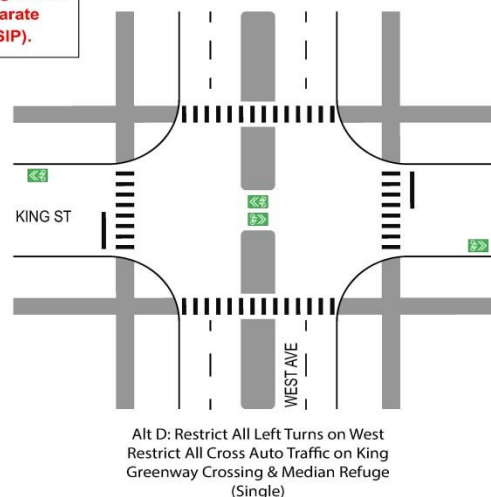 arate
SIP).
KING ST
WEST AVE
Alt D: Restrict All Left Turns on West
Restrict All Cross Auto Traffic on King
Greenway Crossing & Median Refuge
(Single)